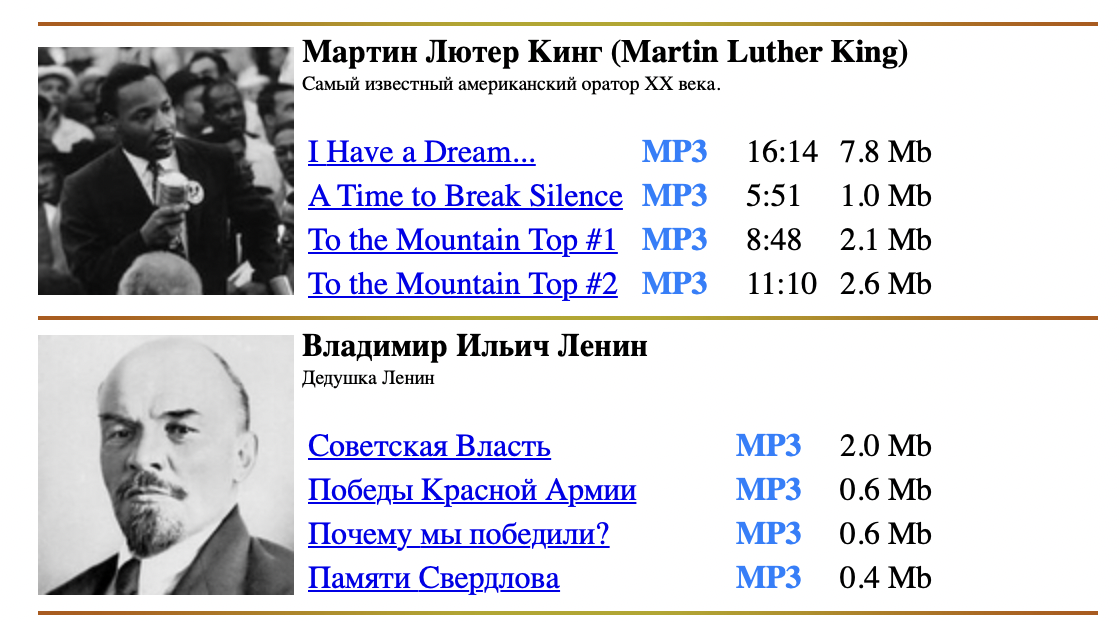 Мартин Лютер Кинг (Martin Luther King)
Самый известный американский оратор XX века.
I Have a Dream... MP3 16:14 7.8 Mb
A Time to Break Silence MP3 5:51 1.0 Mb
To the Mountain Top #1 MP3 8:48 2.1 Mb
To the Mountain Top #2 MP3 11:10 2.6 Mb
Владимир Ильич Ленин
Дедушка Ленин
Советская Власть MP3 2.0 Mb
Победы Красной Армии MP3 0.6 Mb
Почему мы победили? MP3 0.6 Mb
Памяти Свердлова MP3 0.4 Mb